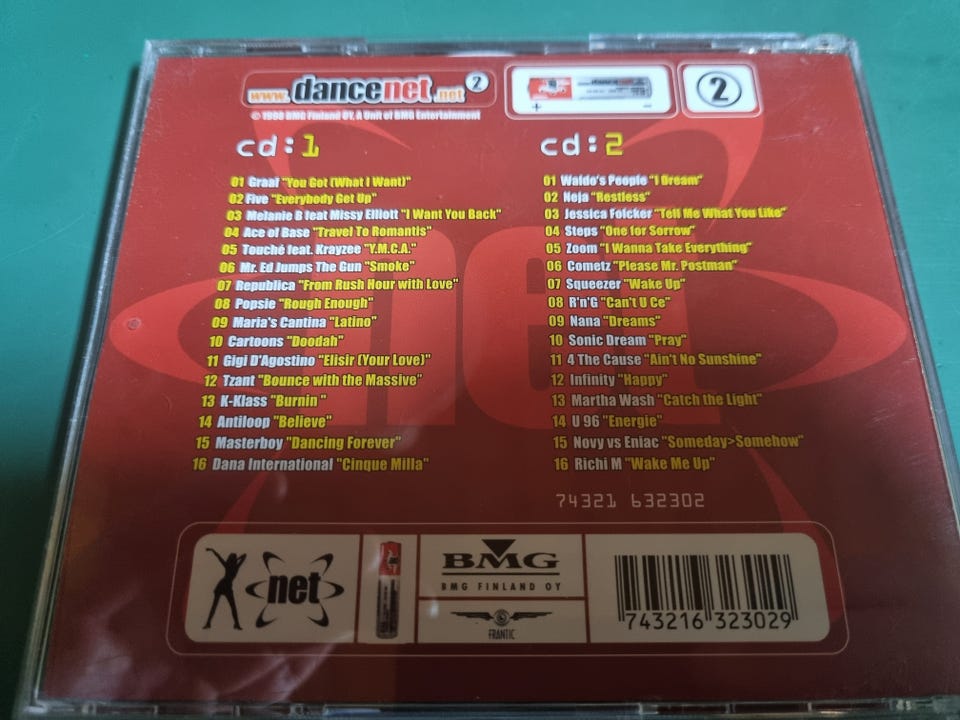 www.dancenet.net 2
© 1998 BMG Finland OY, A Unit of BMG Entertainment
dancenet
+ −
2
cd:1
01 Graaf "You Got (What I Want)"
02 Five "Everybody Get Up"
03 Melanie B feat Missy Elliott "I Want You Back"
04 Ace of Base "Travel To Romantis"
05 Touché feat. Krayzee "Y.M.C.A."
06 Mr. Ed Jumps The Gun "Smoke"
07 Republica "From Rush Hour with Love"
08 Popsie "Rough Enough"
09 Maria's Cantina "Latino"
10 Cartoons "Doodah"
11 Gigi D'Agostino "Elisir (Your Love)"
12 Tzant "Bounce with the Massive"
13 K-Klass "Burnin "
14 Antiloop "Believe"
15 Masterboy "Dancing Forever"
16 Dana International "Cinque Milla"
cd:2
01 Waldo's People "I Dream"
02 Neja "Restless"
03 Jessica Folcker "Tell Me What You Like"
04 Steps "One for Sorrow"
05 Zoom "I Wanna Take Everything"
06 Cometz "Please Mr. Postman"
07 Squeezer "Wake Up"
08 R'n'G "Can't U Ce"
09 Nana "Dreams"
10 Sonic Dream "Pray"
11 4 The Cause "Ain't No Sunshine"
12 Infinity "Happy"
13 Martha Wash "Catch the Light"
14 U 96 "Energie"
15 Novy vs Eniac "Someday>Somehow"
16 Richi M "Wake Me Up"
net
74321 632302
net
BMG
BMG FINLAND OY
FRANTIC
743216 323029